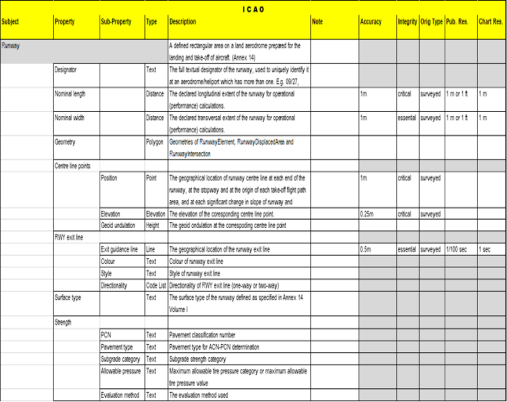 ICAO
Subject Property Sub-Property Type Description Note Accuracy Integrity Orig Type Pub. Res. Chart Res.
Runway A defined rectangular area on a land aerodrome prepared for the
landing and take-off of aircraft. (Annex 14)
Designator Text The full textual designator of the runway, used to uniquely identify it
at an aerodrome/heliport which has more than one. E.g. 09/27,
Nominal length Distance The declared longitudinal extent of the runway for operational 1m critical surveyed 1 m or 1 ft 1 m
(performance) calculations.
Nominal width Distance The declared transversal extent of the runway for operational 1m essential surveyed 1 m or 1 ft 1 m
(performance) calculations.
Geometry Polygon Geometries of RunwayElement, RunwayDisplacedArea and
RunwayIntersection
Centre line points
Position Point The geographical location of runway centre line at each end of the 1m critical surveyed
runway, at the stopway and at the origin of each take-off flight path
area, and at each significant change in slope of runway and
Elevation Elevation The elevation of the coresponding centre line point. 0.25m critical surveyed
Geoid undulation Height The geoid ondulation at the correspoding centre line point
RWY exit line
Exit guidance line Line The geographical location of the runway exit line 0.5m essential surveyed 1/100 sec 1 sec
Colour Text Colour of runway exit line
Style Text Style of runway exit line
Directionality Code List Directionality of RWY exit line (one-way or two-way)
Surface type Text The surface type of the runway defined as specified in Annex 14
Volume I
Strength
PCN Text Pavement classification number
Pavement type Text Pavement type for ACN-PCN determination
Subgrade category Text Subgrade strength category
Allowable pressure Text Maximum allowable tire pressure category or maximum allowable
tire pressure value
Evaluation method Text The evaluation method used